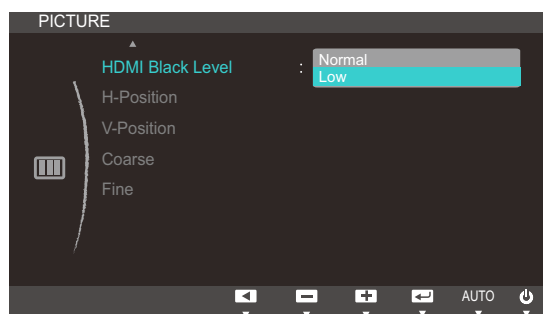 PICTURE
HDMI Black Level : Normal
Low
H-Position
V-Position
Coarse
Fine
AUTO